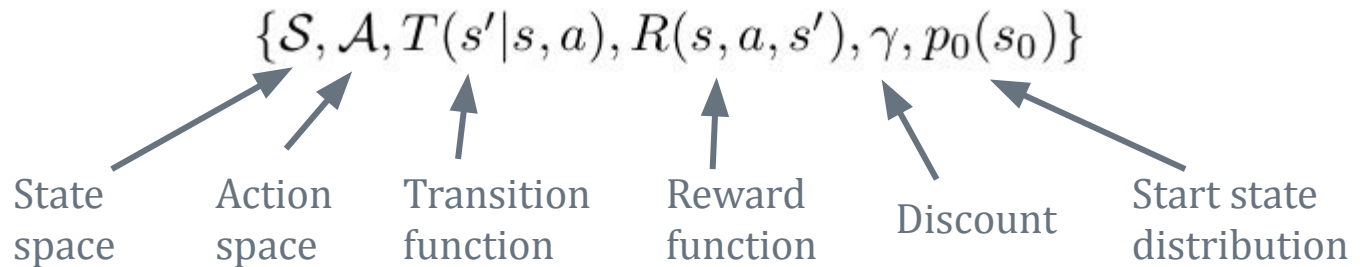 {𝒮, 𝒜, T(s′|s, a), R(s, a, s′), γ, p₀(s₀)}
State space
Action space
Transition function
Reward function
Discount
Start state distribution